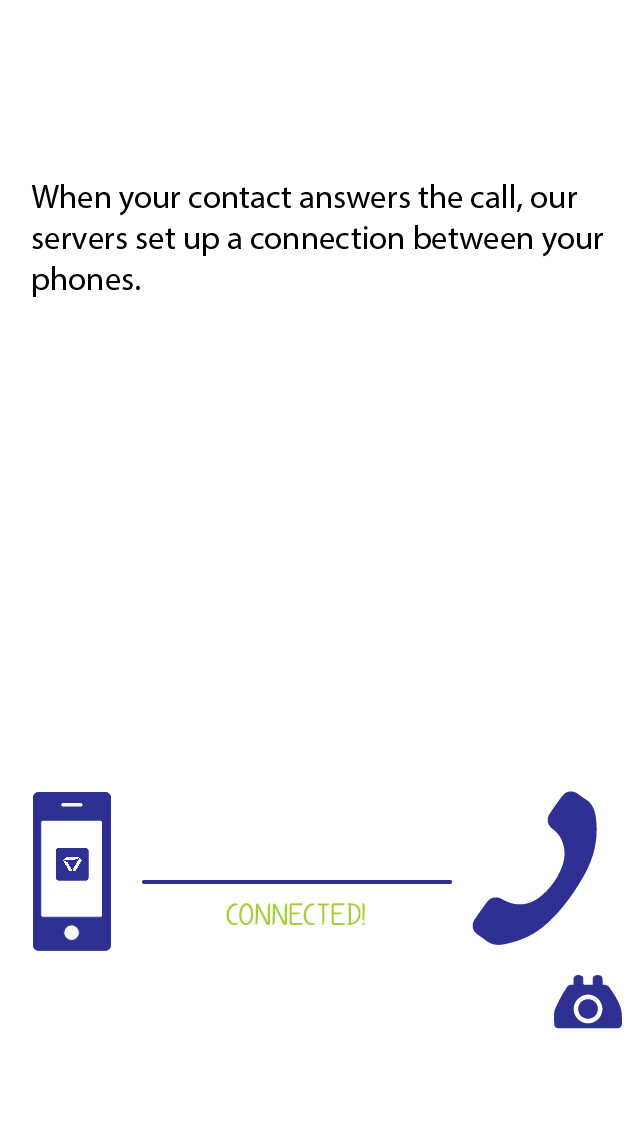 When your contact answers the call, our
servers set up a connection between your
phones.
CONNECTED!